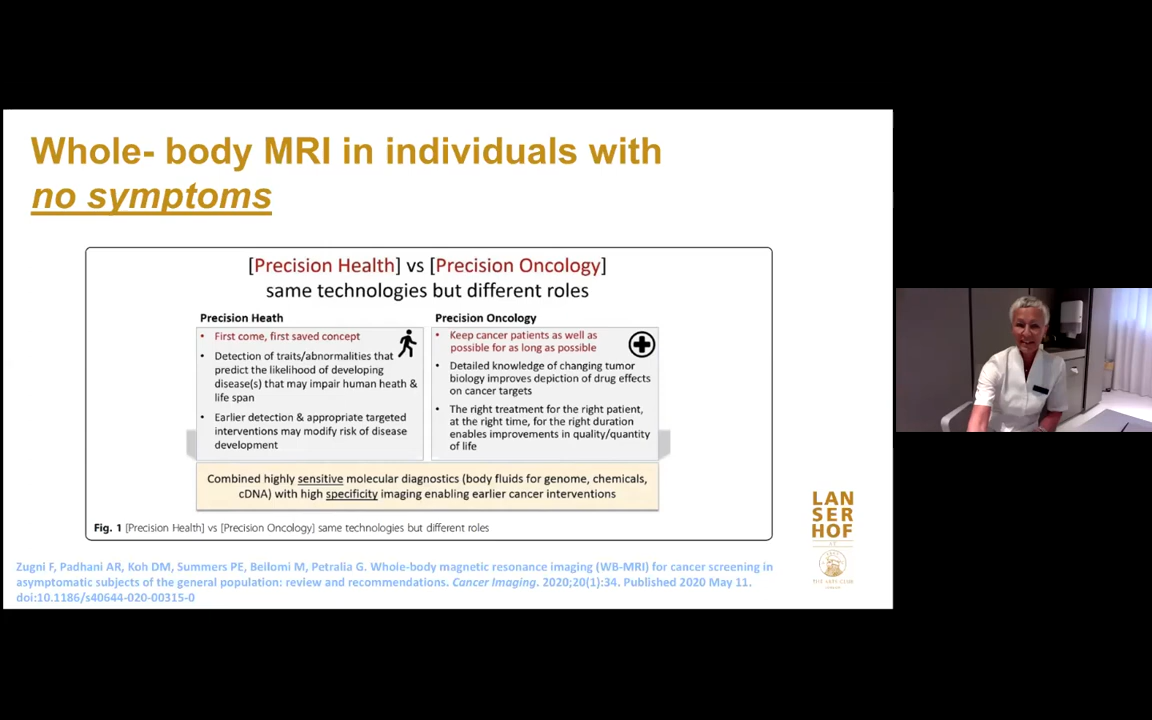 Whole- body MRI in individuals with
no symptoms
[Precision Health] vs [Precision Oncology]
same technologies but different roles
Precision Heath
• First come, first saved concept
• Detection of traits/abnormalities that
predict the likelihood of developing
disease(s) that may impair human heath &
life span
• Earlier detection & appropriate targeted
interventions may modify risk of disease
development
Precision Oncology
• Keep cancer patients as well as
possible for as long as possible
• Detailed knowledge of changing tumor
biology improves depiction of drug effects
on cancer targets
• The right treatment for the right patient,
at the right time, for the right duration
enables improvements in quality/quantity
of life
Combined highly sensitive molecular diagnostics (body fluids for genome, chemicals,
cDNA) with high specificity imaging enabling earlier cancer interventions
Fig. 1 [Precision Health] vs [Precision Oncology] same technologies but different roles
Zugni F, Padhani AR, Koh DM, Summers PE, Bellomi M, Petralia G. Whole-body magnetic resonance imaging (WB-MRI) for cancer screening in
asymptomatic subjects of the general population: review and recommendations. Cancer Imaging. 2020;20(1):34. Published 2020 May 11.
doi:10.1186/s40644-020-00315-0
LAN
SER
HOF
AT
THE ARTS CLUB